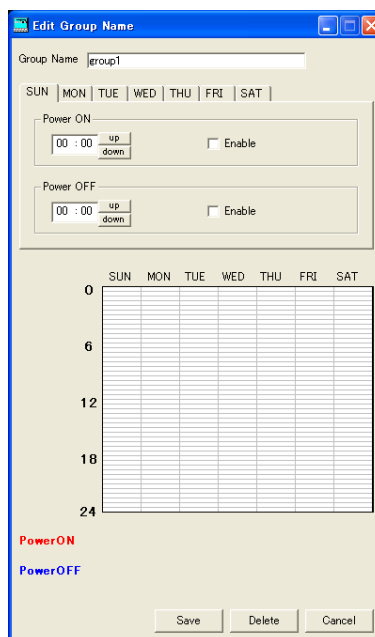 Edit Group Name
Group Name group1
SUN MON TUE WED THU FRI SAT
Power ON
00 : 00 up down Enable
Power OFF
00 : 00 up down Enable
SUN MON TUE WED THU FRI SAT
0
6
12
18
24
PowerON
PowerOFF
Save Delete Cancel